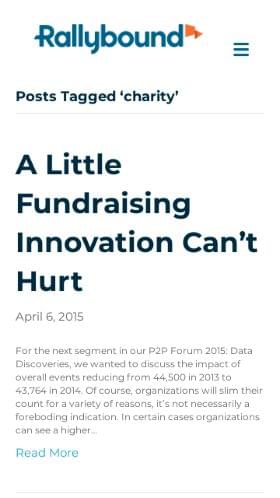 Rallybound
Posts Tagged ‘charity’
A Little
Fundraising
Innovation Can’t
Hurt
April 6, 2015
For the next segment in our P2P Forum 2015: Data
Discoveries, we wanted to discuss the impact of
overall events reducing from 44,500 in 2013 to
43,764 in 2014. Of course, organizations will slim their
count for a variety of reasons, it’s not necessarily a
foreboding indication. In certain cases organizations
can see a higher...
Read More